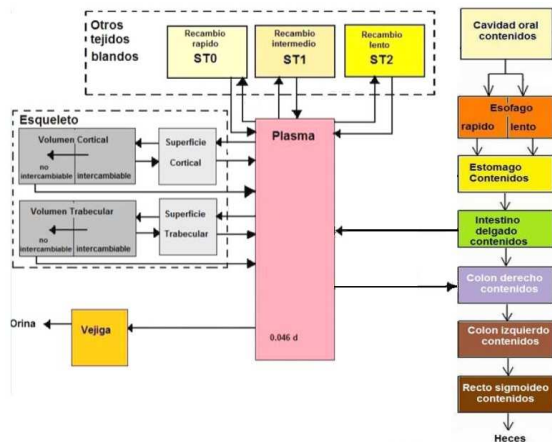 Otros
tejidos
blandos
Recambio
rapido
ST0
Recambio
intermedio
ST1
Recambio
lento
ST2
Esqueleto
Volumen Cortical
no
intercambiable
intercambiable
Superficie
Cortical
Volumen Trabecular
no
intercambiable
intercambiable
Superficie
Trabecular
Plasma
0.046 d
Orina
Vejiga
Cavidad oral
contenidos
Esofago
rapido
lento
Estomago
Contenidos
Intestino
delgado
contenidos
Colon derecho
contenidos
Colon izquierdo
contenidos
Recto sigmoideo
contenidos
Heces